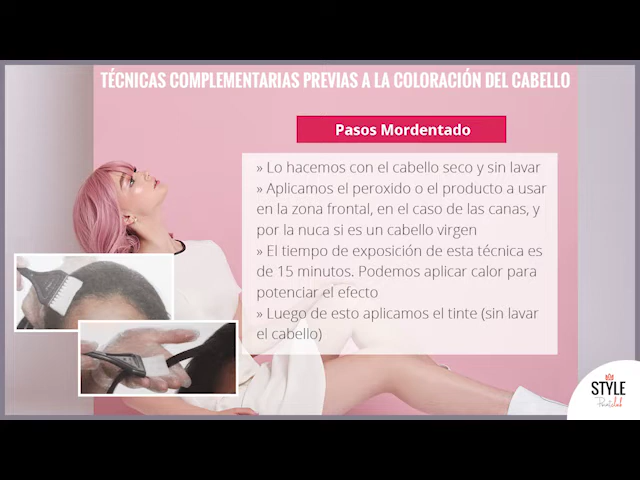 TÉCNICAS COMPLEMENTARIAS PREVIAS A LA COLORACIÓN DEL CABELLO
Pasos Mordentado
» Lo hacemos con el cabello seco y sin lavar
» Aplicamos el peroxido o el producto a usar
en la zona frontal, en el caso de las canas, y
por la nuca si es un cabello virgen
» El tiempo de exposición de esta técnica es
de 15 minutos. Podemos aplicar calor para
potenciar el efecto
» Luego de esto aplicamos el tinte (sin lavar
el cabello)
STYLE